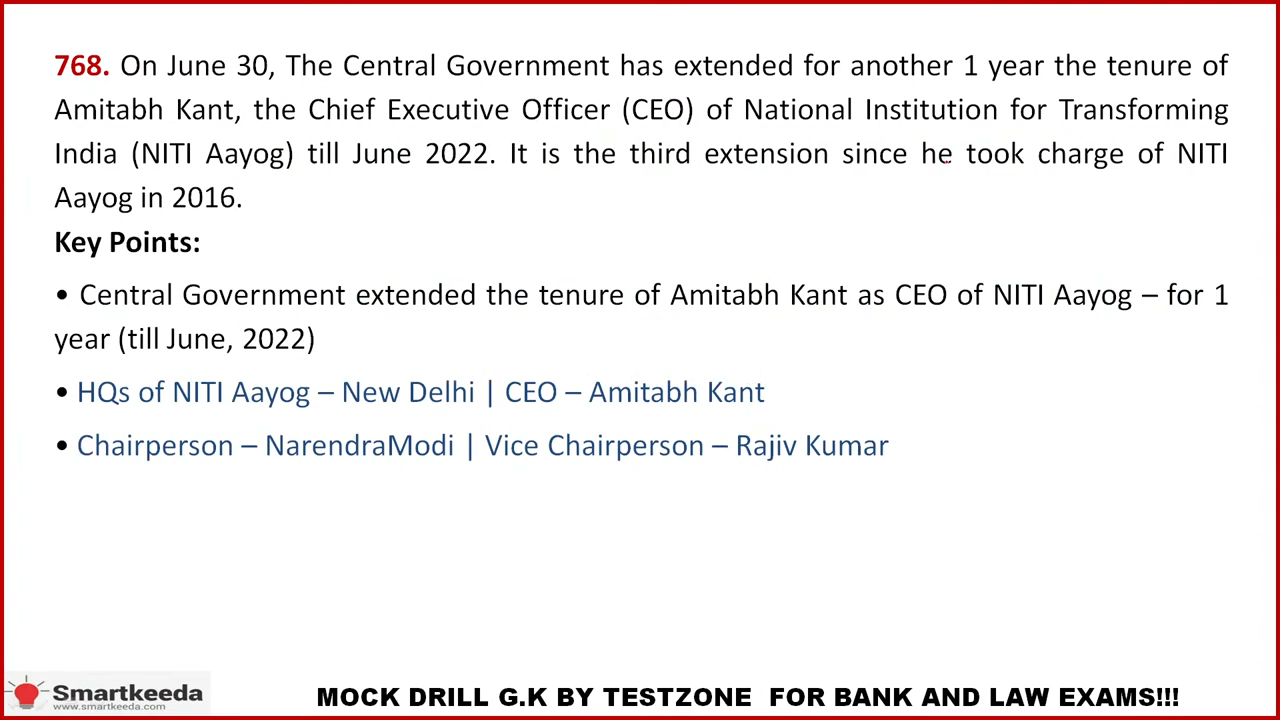 768. On June 30, The Central Government has extended for another 1 year the tenure of
Amitabh Kant, the Chief Executive Officer (CEO) of National Institution for Transforming
India (NITI Aayog) till June 2022. It is the third extension since he took charge of NITI
Aayog in 2016.
Key Points:
• Central Government extended the tenure of Amitabh Kant as CEO of NITI Aayog – for 1
year (till June, 2022)
• HQs of NITI Aayog – New Delhi | CEO – Amitabh Kant
• Chairperson – NarendraModi | Vice Chairperson – Rajiv Kumar
Smartkeeda
www.smartkeeda.com
MOCK DRILL G.K BY TESTZONE FOR BANK AND LAW EXAMS!!!